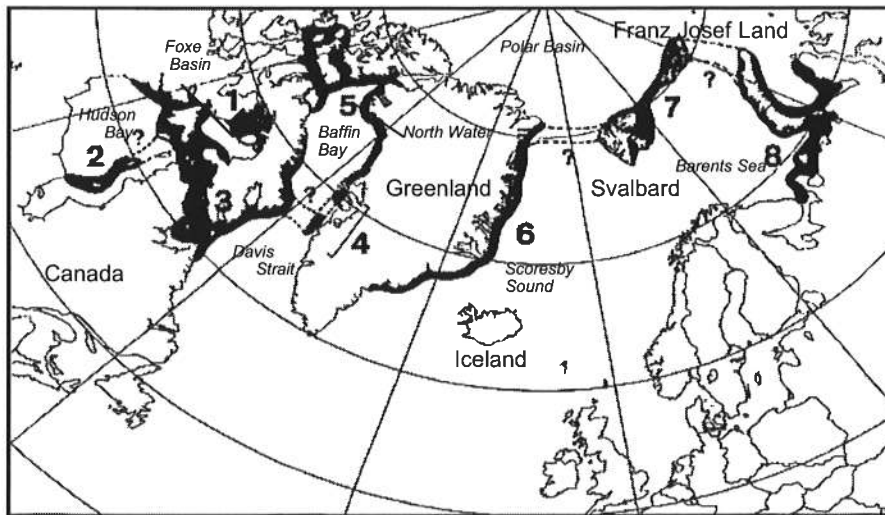 Foxe
Basin
Polar Basin
Franz Josef Land
Hudson
Bay
?
1
2
3
5
Baffin
Bay
North Water
?
7
?
8
Barents Sea
Greenland
?
Svalbard
?
4
6
Davis
Strait
Scoresby
Sound
Canada
Iceland